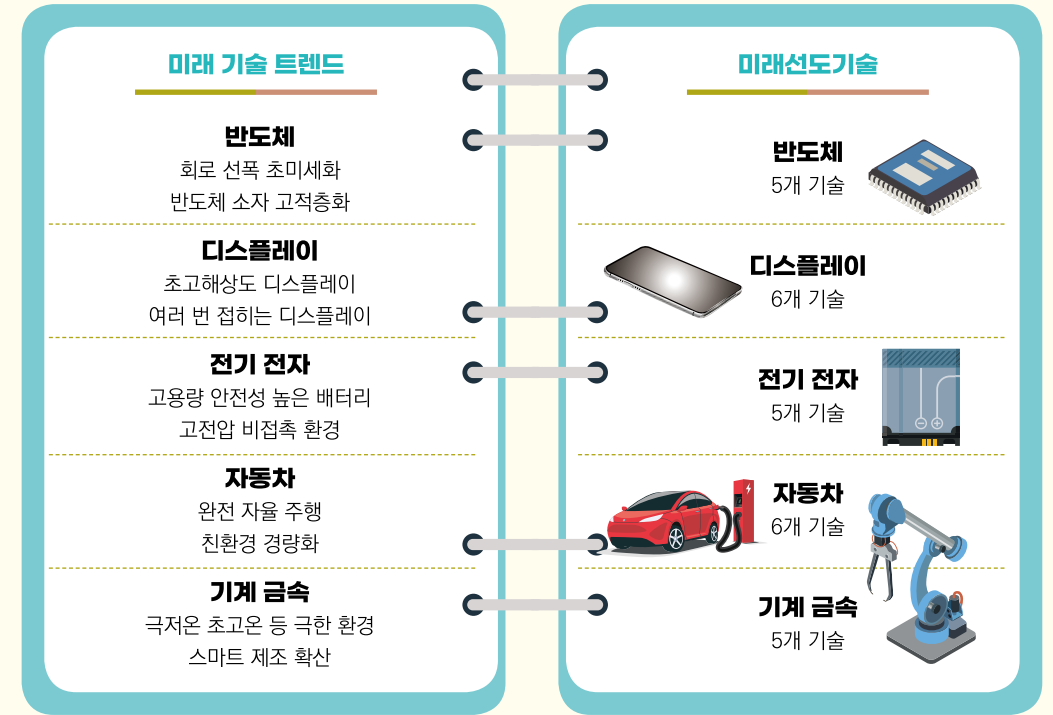 미래 기술 트렌드
반도체
회로 선폭 초미세화
반도체 소자 고적층화
디스플레이
초고해상도 디스플레이
여러 번 접히는 디스플레이
전기 전자
고용량 안전성 높은 배터리
고전압 비접촉 환경
자동차
완전 자율 주행
친환경 경량화
기계 금속
극저온 초고온 등 극한 환경
스마트 제조 확산
미래선도기술
반도체
5개 기술
디스플레이
6개 기술
전기 전자
5개 기술
자동차
6개 기술
기계 금속
5개 기술